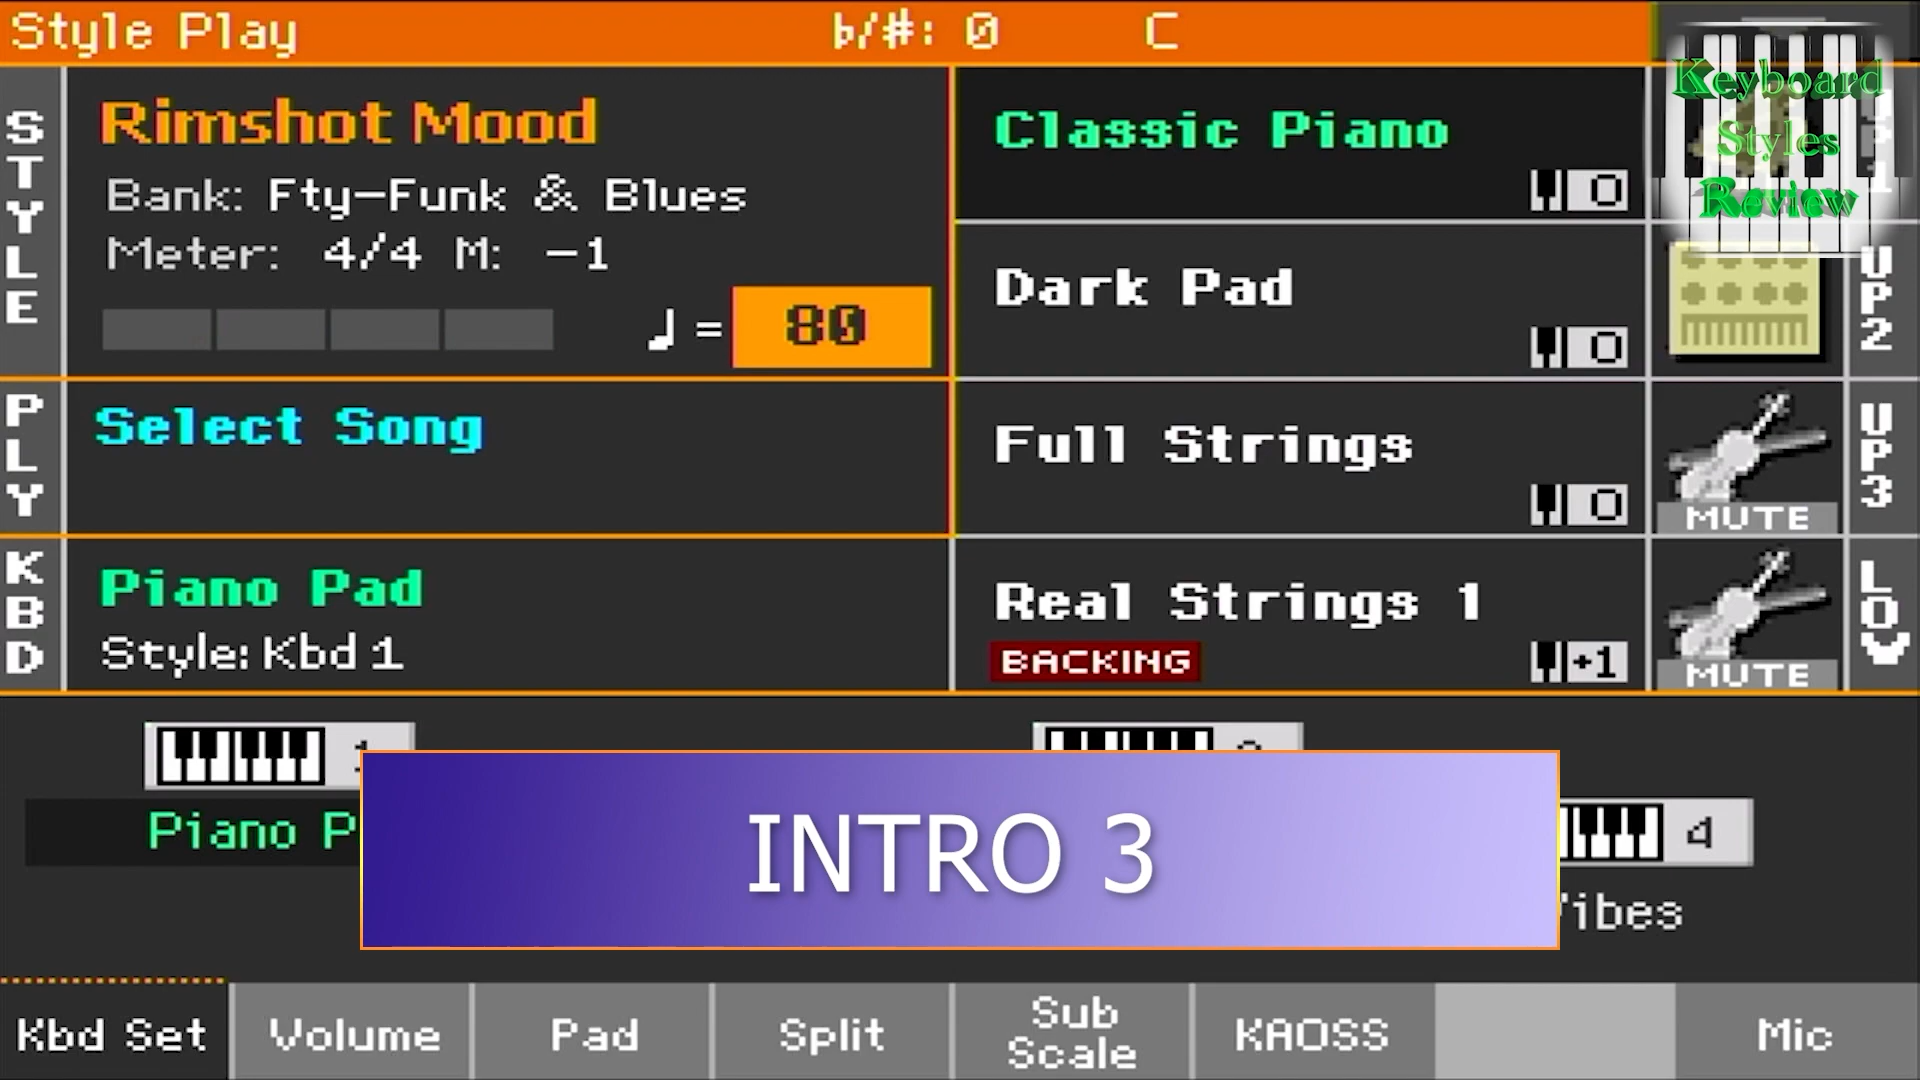 Style Play b/#: 0 C
Keyboard
Styles
Review
STYLE
Rimshot Mood
Bank: Fty-Funk & Blues
Meter: 4/4 M: -1
♩ = 80
Classic Piano
0
Dark Pad
0
UP2
PLY
Select Song
Full Strings
0
MUTE
UP3
KBD
Piano Pad
Style: Kbd 1
Real Strings 1
BACKING
+1
MUTE
LOW
Piano P
4
INTRO 3
ibes
Kbd Set
Volume
Pad
Split
Sub
Scale
KAOSS
Mic